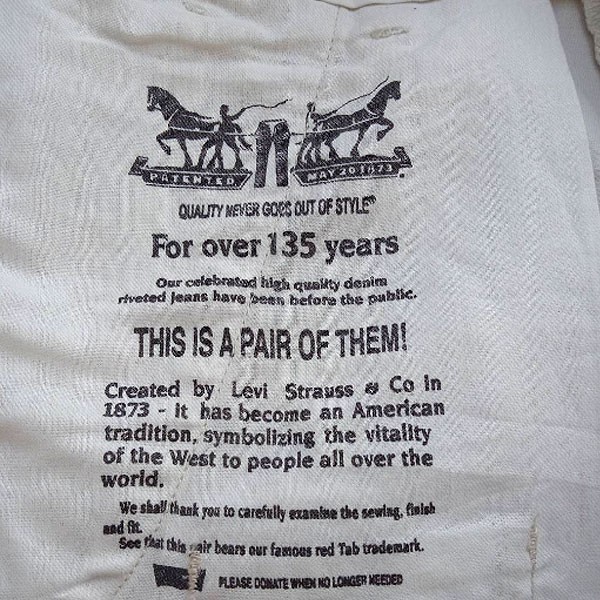 PATENTED MAY 20 1873
QUALITY NEVER GOES OUT OF STYLE®
For over 135 years
Our celebrated high quality denim
riveted jeans have been before the public.
THIS IS A PAIR OF THEM!
Created by Levi Strauss & Co in
1873 - it has become an American
tradition, symbolizing the vitality
of the West to people all over the
world.
We shall thank you to carefully examine the sewing, finish
and fit.
See that this pair bears our famous red Tab trademark.
PLEASE DONATE WHEN NO LONGER NEEDED